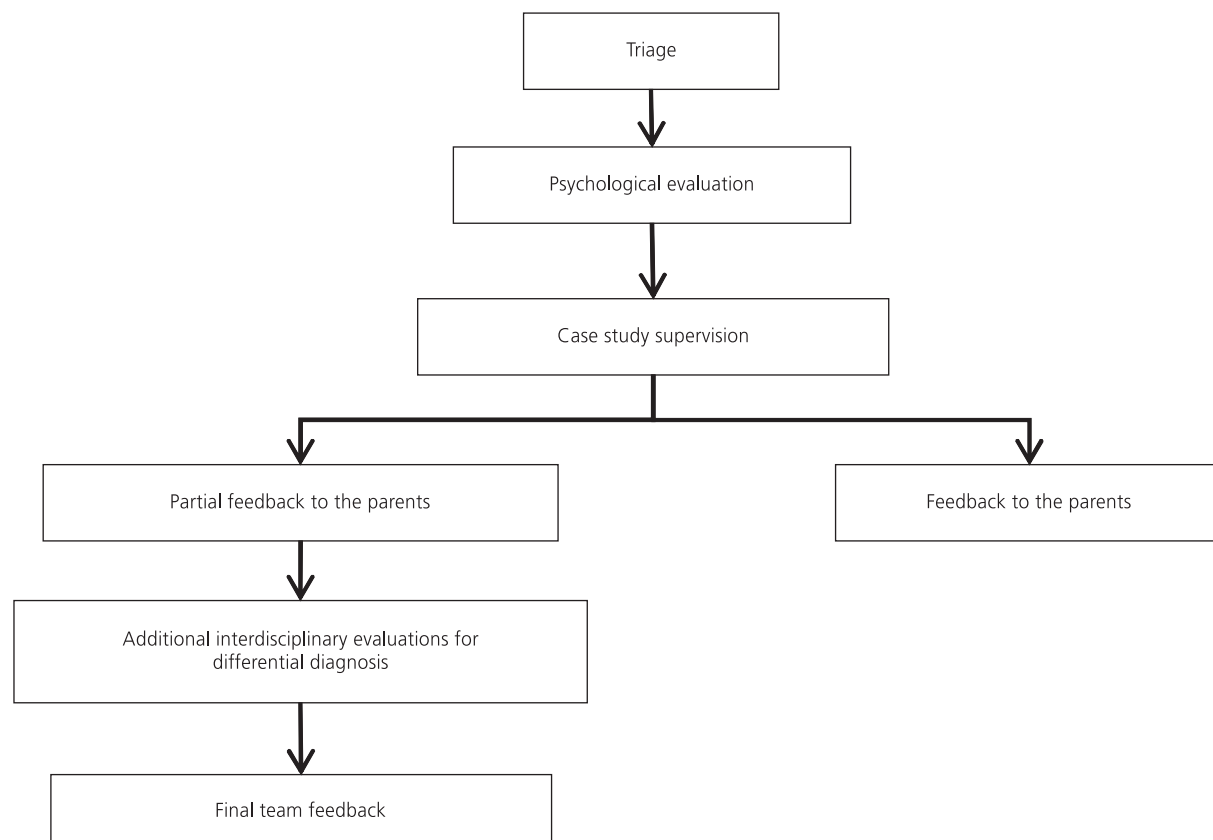 Triage
Psychological evaluation
Case study supervision
Partial feedback to the parents
Feedback to the parents
Additional interdisciplinary evaluations for
differential diagnosis
Final team feedback